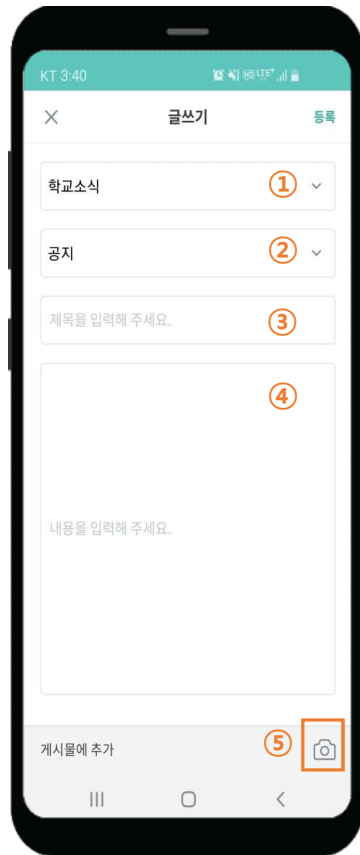 KT 3:40 HD LTE+
글쓰기 등록
학교소식 ①
공지 ②
제목을 입력해 주세요. ③
④
내용을 입력해 주세요.
게시물에 추가 ⑤